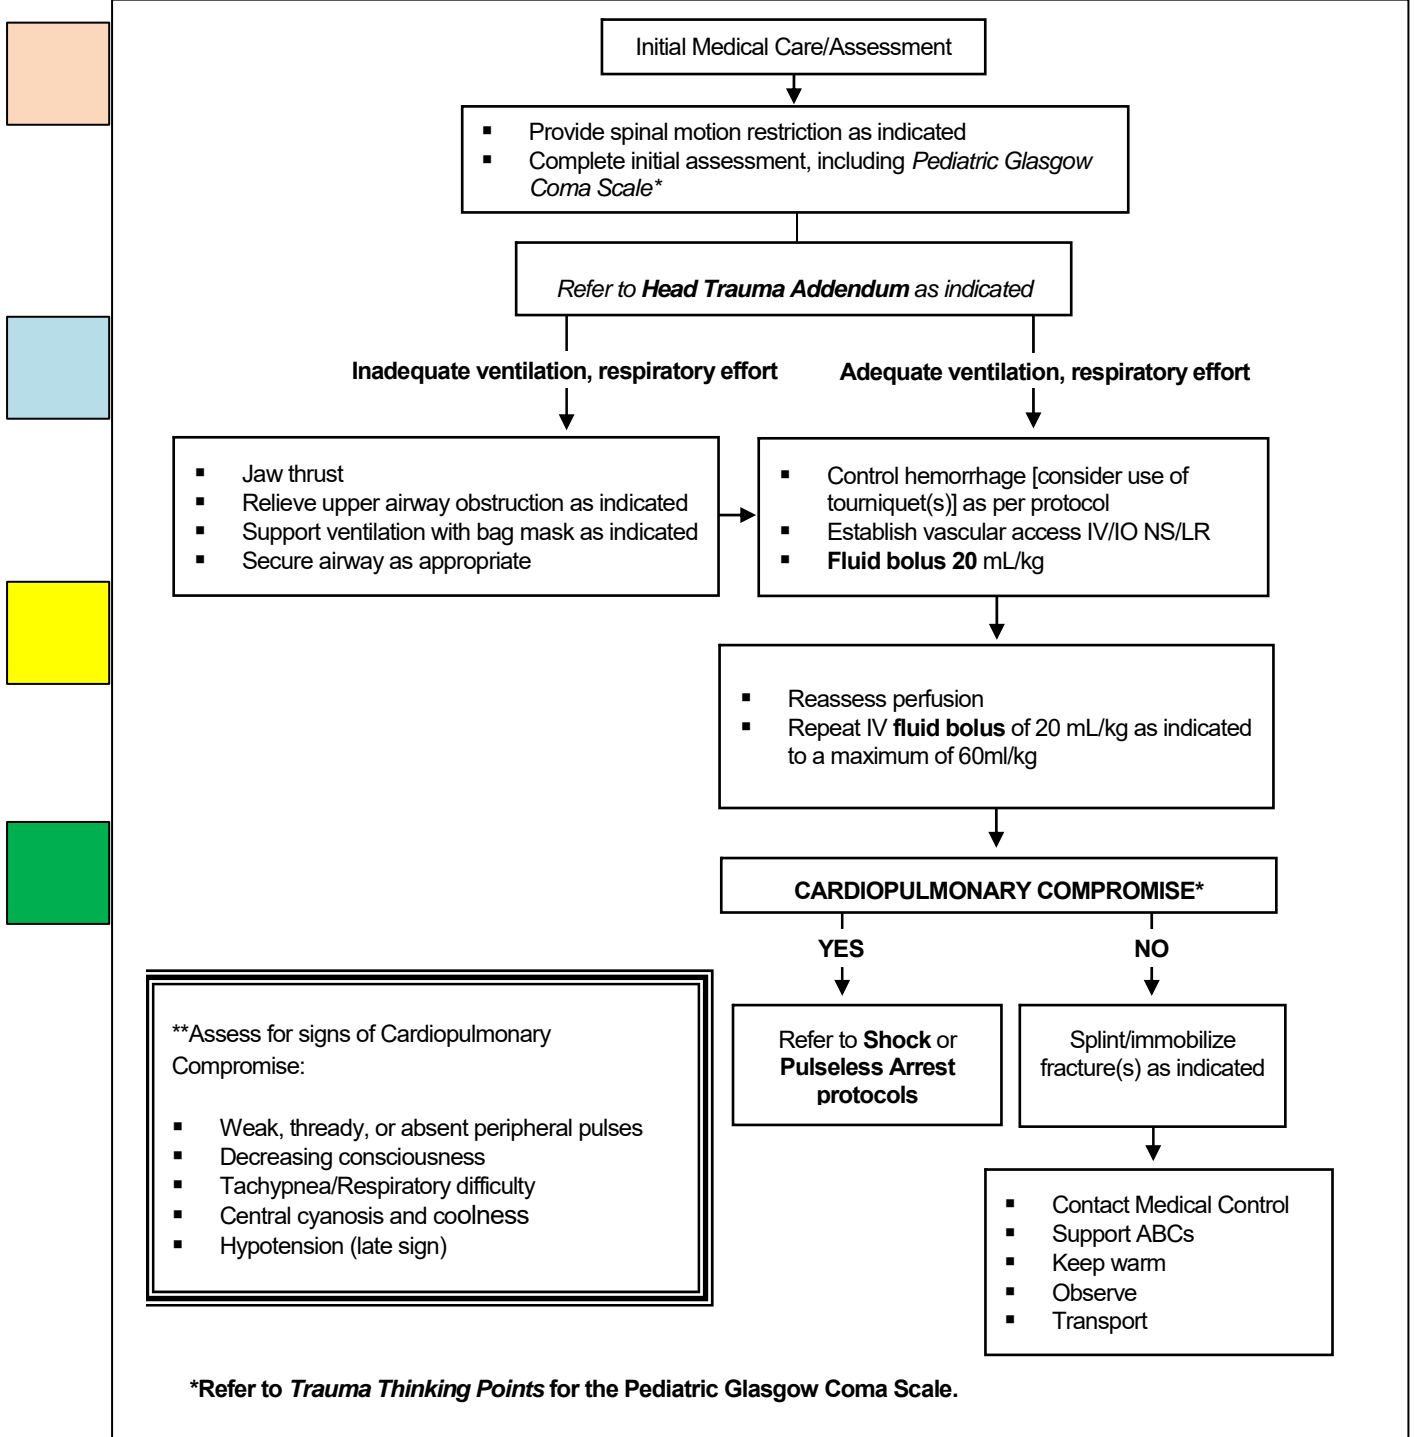 Initial Medical Care/Assessment
▪ Provide spinal motion restriction as indicated
▪ Complete initial assessment, including Pediatric Glasgow
Coma Scale*
Refer to Head Trauma Addendum as indicated
Inadequate ventilation, respiratory effort
Adequate ventilation, respiratory effort
▪ Jaw thrust
▪ Relieve upper airway obstruction as indicated
▪ Support ventilation with bag mask as indicated
▪ Secure airway as appropriate
▪ Control hemorrhage [consider use of
tourniquet(s)] as per protocol
▪ Establish vascular access IV/IO NS/LR
▪ Fluid bolus 20 mL/kg
▪ Reassess perfusion
▪ Repeat IV fluid bolus of 20 mL/kg as indicated
to a maximum of 60ml/kg
CARDIOPULMONARY COMPROMISE*
YES
NO
Refer to Shock or
Pulseless Arrest
protocols
Splint/immobilize
fracture(s) as indicated
**Assess for signs of Cardiopulmonary
Compromise:
▪ Weak, thready, or absent peripheral pulses
▪ Decreasing consciousness
▪ Tachypnea/Respiratory difficulty
▪ Central cyanosis and coolness
▪ Hypotension (late sign)
▪ Contact Medical Control
▪ Support ABCs
▪ Keep warm
▪ Observe
▪ Transport
*Refer to Trauma Thinking Points for the Pediatric Glasgow Coma Scale.